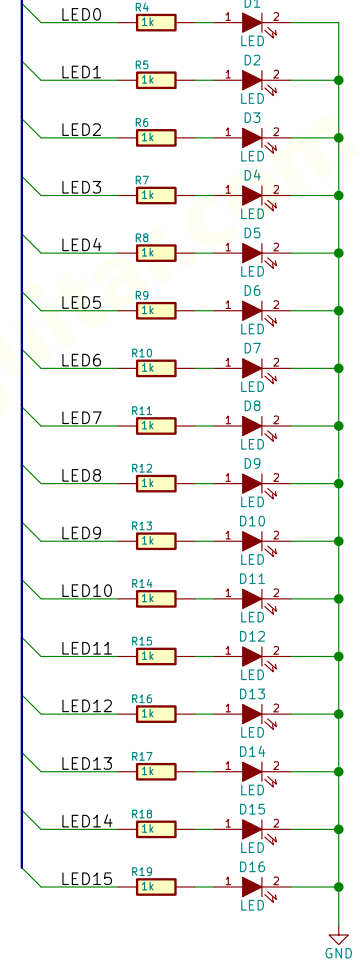 D1
R4
LED0 1k 1 2
LED
D2
R5
LED1 1k 1 2
LED
D3
R6
LED2 1k 1 2
LED
D4
R7
LED3 1k 1 2
LED
D5
R8
LED4 1k 1 2
LED
D6
R9
LED5 1k 1 2
LED
D7
R10
LED6 1k 1 2
LED
D8
R11
LED7 1k 1 2
LED
D9
R12
LED8 1k 1 2
LED
D10
R13
LED9 1k 1 2
LED
D11
R14
LED10 1k 1 2
LED
D12
R15
LED11 1k 1 2
LED
D13
R16
LED12 1k 1 2
LED
D14
R17
LED13 1k 1 2
LED
D15
R18
LED14 1k 1 2
LED
D16
R19
LED15 1k 1 2
LED
GND